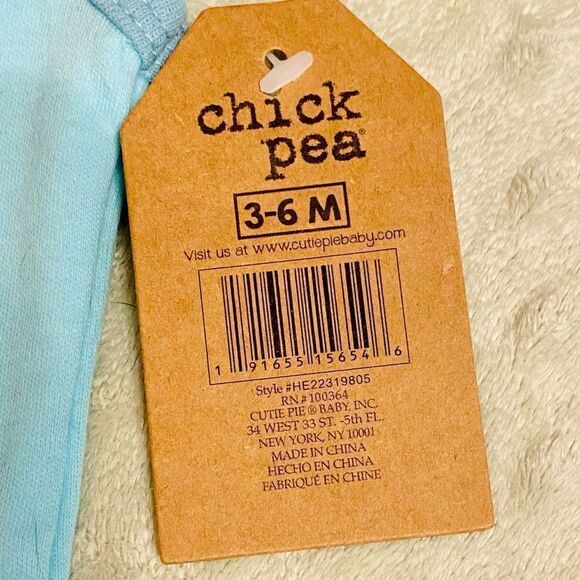 chick
pea®
3-6 M
Visit us at www.cutiepiebaby.com
1 91655 15654 6
Style #HE22319805
RN # 100364
CUTIE PIE ® BABY, INC.
34 WEST 33 ST. -5th FL.
NEW YORK, NY 10001
MADE IN CHINA
HECHO EN CHINA
FABRIQUÉ EN CHINE